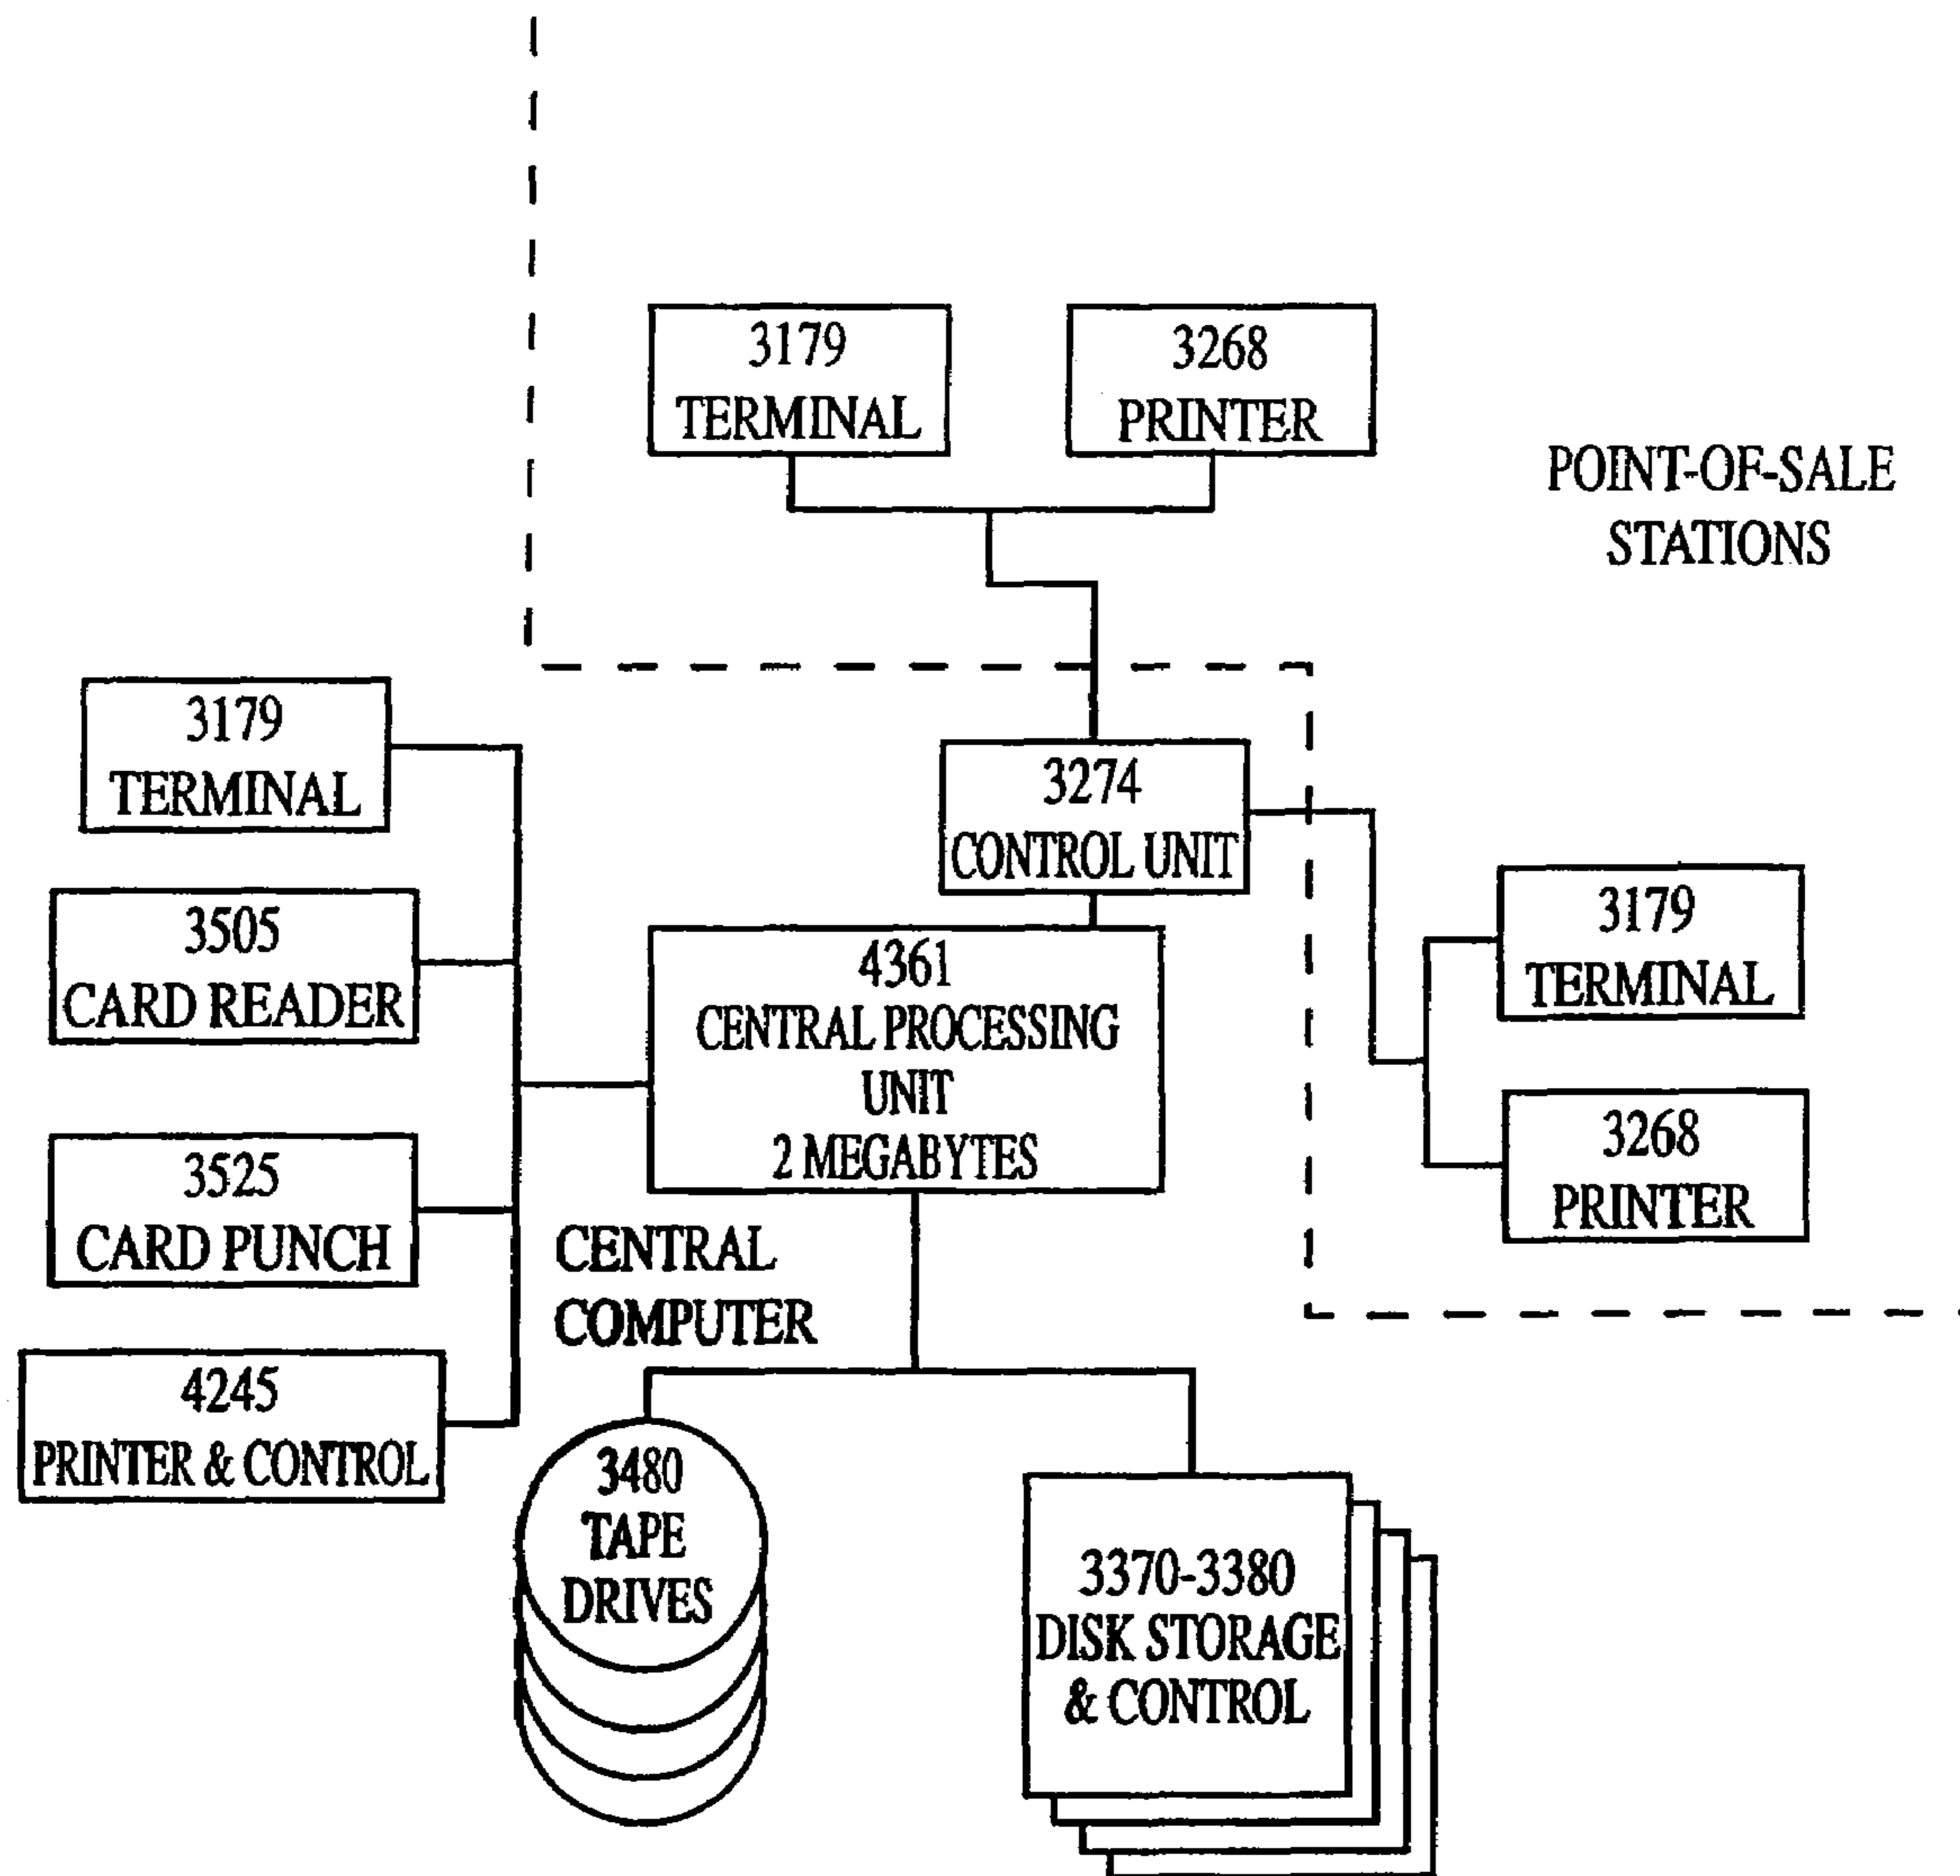 3179
TERMINAL
3268
PRINTER
POINT-OF-SALE
STATIONS
3179
TERMINAL
3274
CONTROL UNIT
3505
CARD READER
4361
CENTRAL PROCESSING
UNIT
2 MEGABYTES
3179
TERMINAL
3525
CARD PUNCH
3268
PRINTER
CENTRAL
COMPUTER
4245
PRINTER & CONTROL
3480
TAPE
DRIVES
3370-3380
DISK STORAGE
& CONTROL